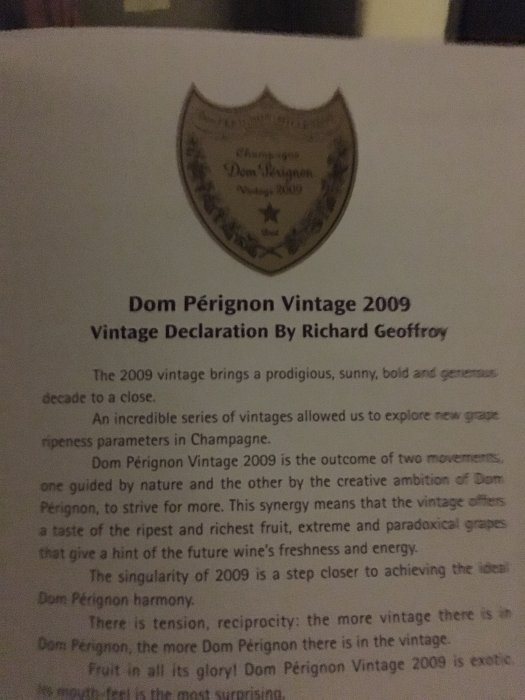 Champagne
Dom Pérignon
Vintage 2009
Brut
Dom Pérignon Vintage 2009
Vintage Declaration By Richard Geoffroy
The 2009 vintage brings a prodigious, sunny, bold and generous
decade to a close.
An incredible series of vintages allowed us to explore new grape
ripeness parameters in Champagne.
Dom Pérignon Vintage 2009 is the outcome of two movements,
one guided by nature and the other by the creative ambition of Dom
Pérignon, to strive for more. This synergy means that the vintage offers
a taste of the ripest and richest fruit, extreme and paradoxical grapes
that give a hint of the future wine's freshness and energy.
The singularity of 2009 is a step closer to achieving the ideal
Dom Pérignon harmony.
There is tension, reciprocity: the more vintage there is in
Dom Pérignon, the more Dom Pérignon there is in the vintage.
Fruit in all its glory! Dom Pérignon Vintage 2009 is exotic.
Its mouth-feel is the most surprising.